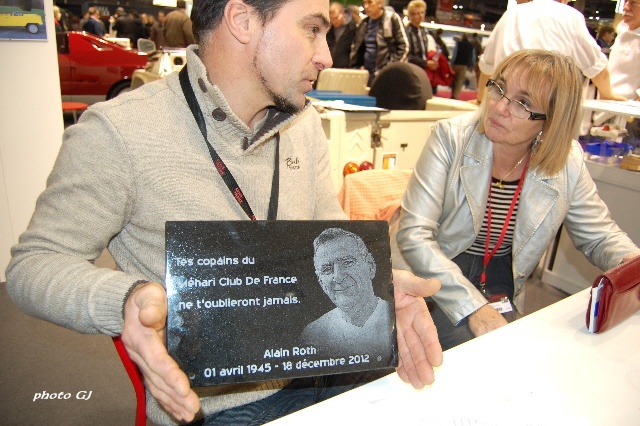 Tes copains du
Méhari Club De France
ne t'oublieront jamais.
Alain Roth
01 avril 1945 - 18 décembre 2012
photo GJ